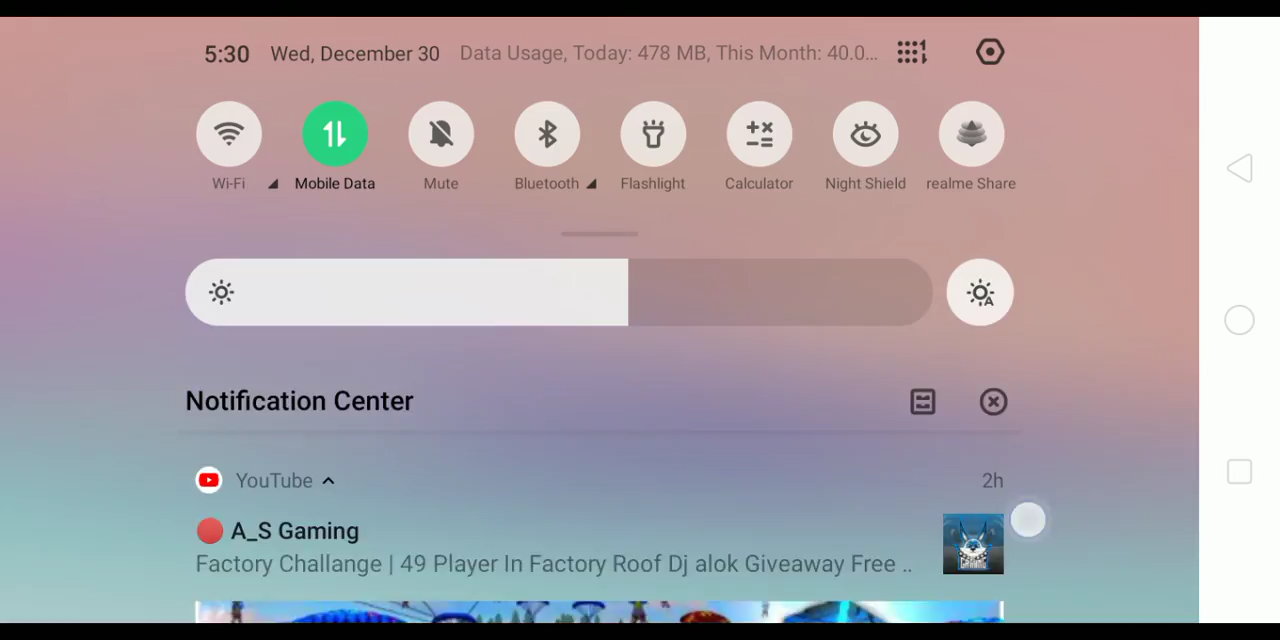 5:30 Wed, December 30 Data Usage, Today: 478 MB, This Month: 40.0...
Wi-Fi Mobile Data Mute Bluetooth Flashlight Calculator Night Shield realme Share
Notification Center
YouTube 2h
A_S Gaming
Factory Challange | 49 Player In Factory Roof Dj alok Giveaway Free ..